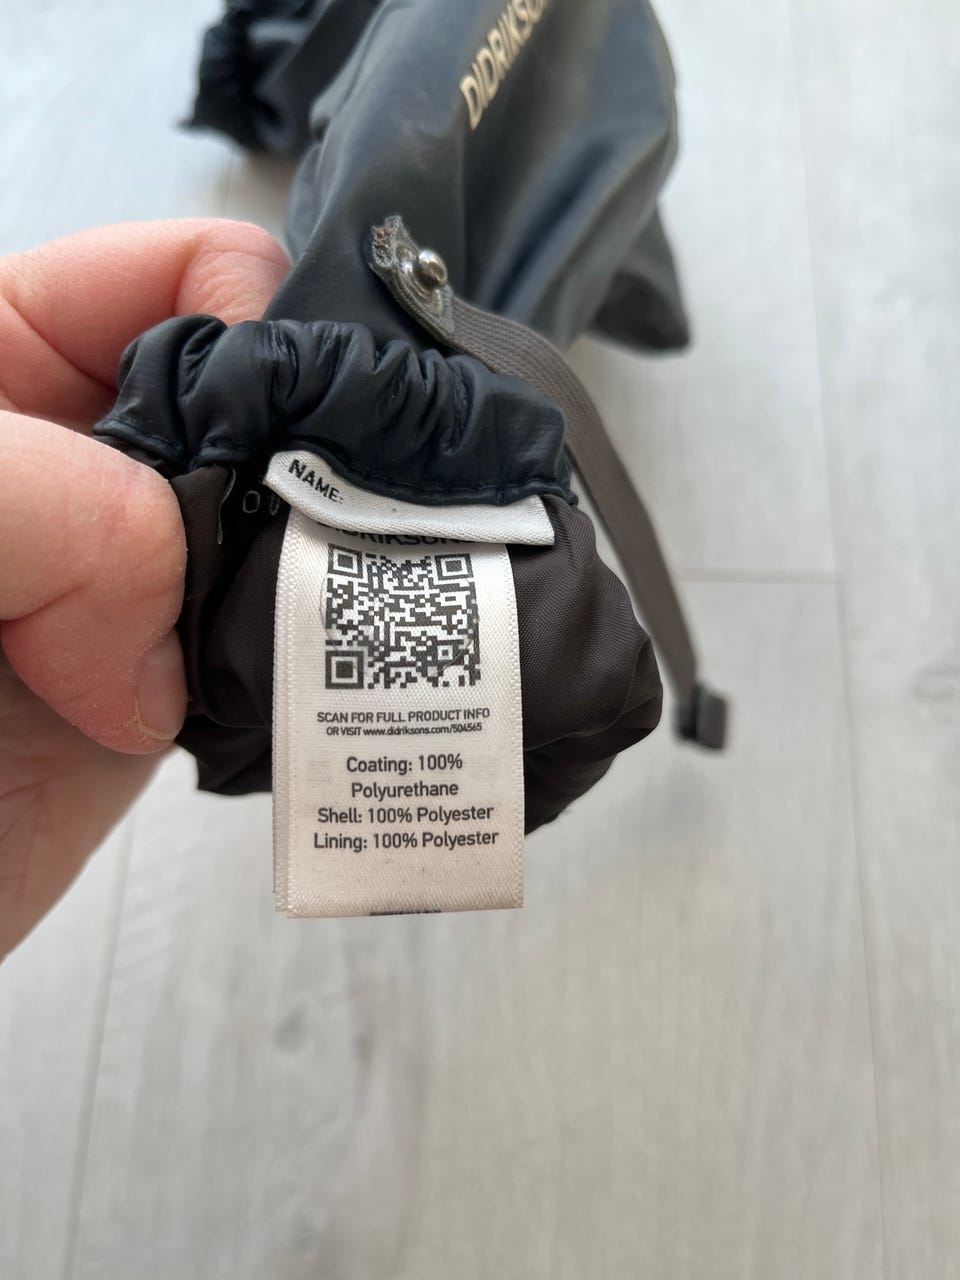 DIDRIKSO
NAME:
DIDRIKSONS
SCAN FOR FULL PRODUCT INFO
OR VISIT www.didriksons.com/504565
Coating: 100%
Polyurethane
Shell: 100% Polyester
Lining: 100% Polyester